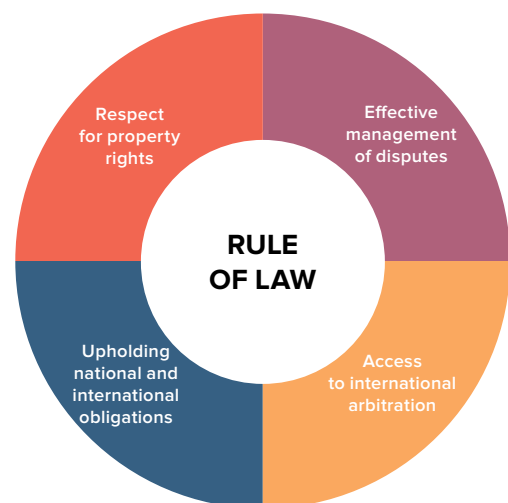 Respect
for property
rights
Effective
management
of disputes
RULE
OF LAW
Upholding
national and
international
obligations
Access
to international
arbitration